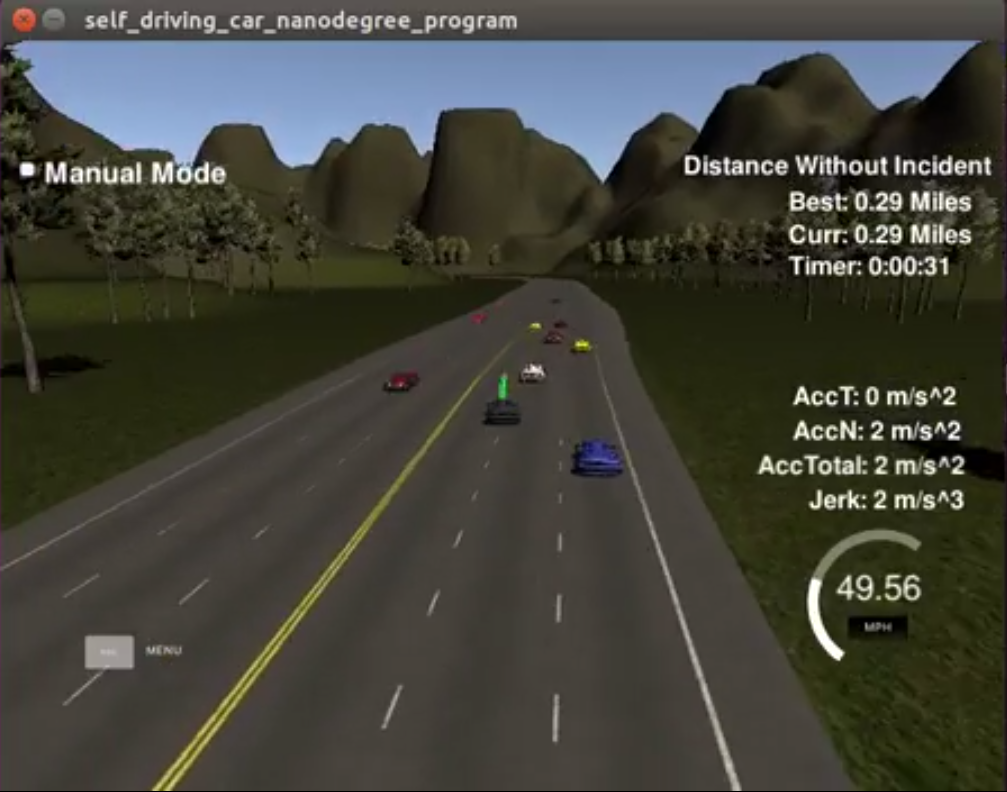 self_driving_car_nanodegree_program
Manual Mode
Distance Without Incident
Best: 0.29 Miles
Curr: 0.29 Miles
Timer: 0:00:31
AccT: 0 m/s^2
AccN: 2 m/s^2
AccTotal: 2 m/s^2
Jerk: 2 m/s^3
49.56
MPH
MENU